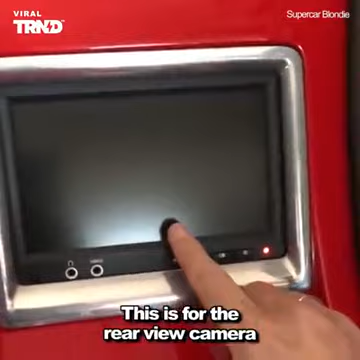 VIRAL
TRND
Supercar Blondie
This is for the
rear view camera